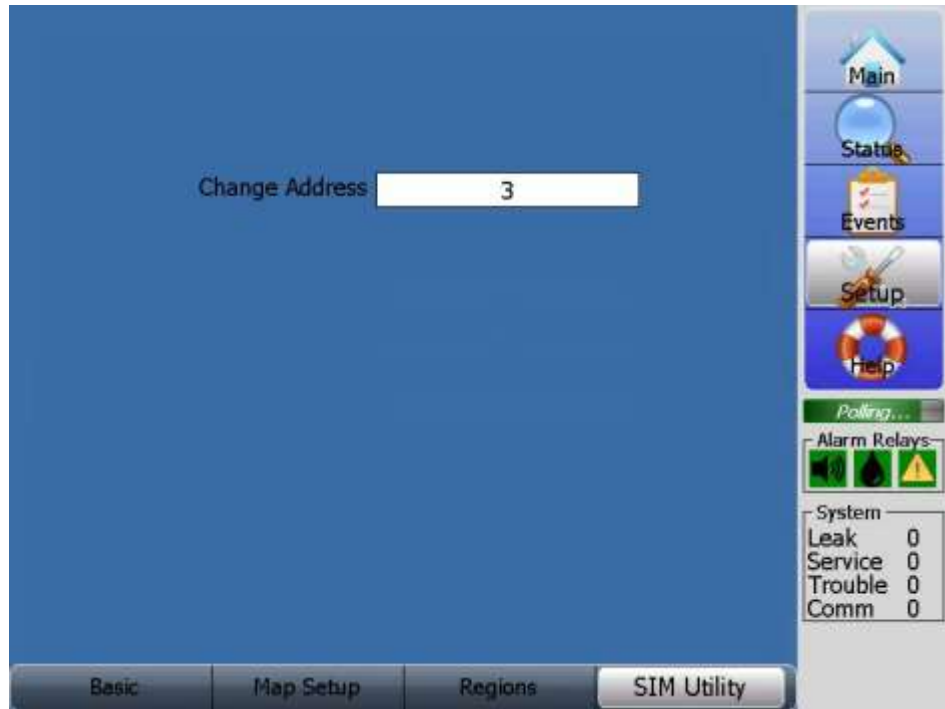 Change Address 3
Main
Status
Events
Setup
Help
Polling...
Alarm Relays
System
Leak 0
Service 0
Trouble 0
Comm 0
Basic Map Setup Regions SIM Utility